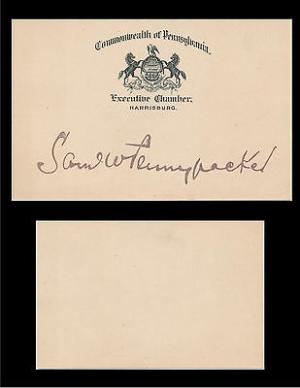 Commonwealth of Pennsylvania.
Executive Chamber,
HARRISBURG.
Saml W Pennypacker